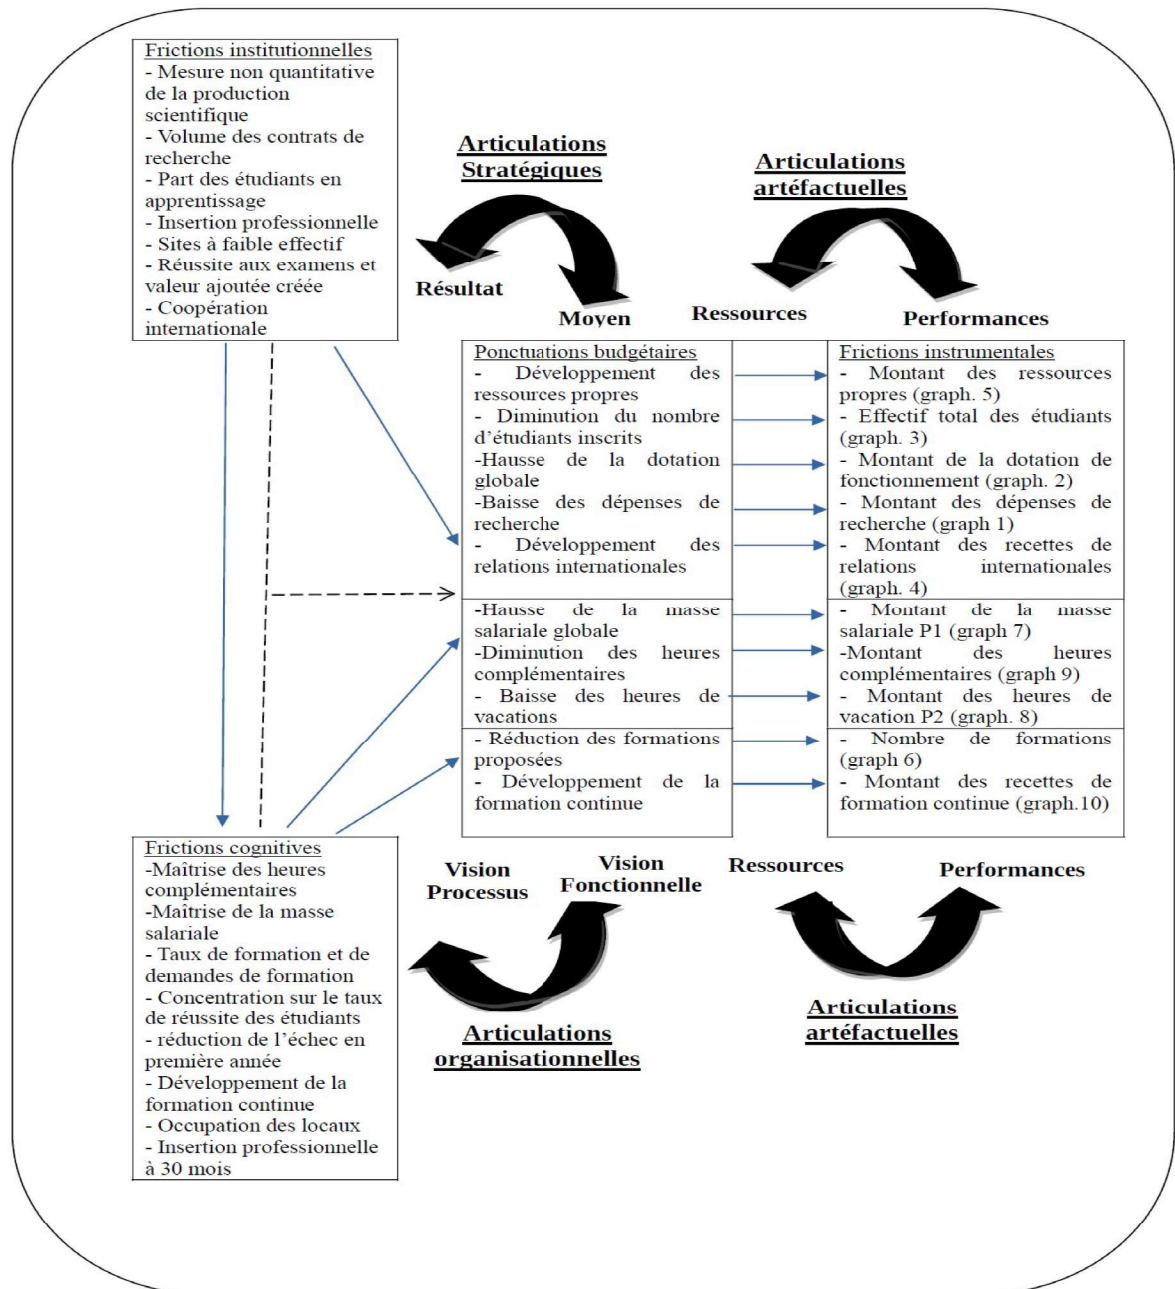 Frictions institutionnelles
- Mesure non quantitative
de la production
scientifique
- Volume des contrats de
recherche
- Part des étudiants en
apprentissage
- Insertion professionnelle
- Sites à faible effectif
- Réussite aux examens et
valeur ajoutée créée
- Coopération
internationale
Articulations
Stratégiques
Résultat
Moyen
Articulations
artéfactuelles
Ressources
Performances
Ponctuations budgétaires
- Développement des
ressources propres
- Diminution du nombre
d'étudiants inscrits
-Hausse de la dotation
globale
-Baisse des dépenses de
recherche
- Développement des
relations internationales
-Hausse de la masse
salariale globale
-Diminution des heures
complémentaires
- Baisse des heures de
vacations
- Réduction des formations
proposées
- Développement de la
formation continue
Frictions instrumentales
- Montant des ressources
propres (graph. 5)
- Effectif total des étudiants
(graph. 3)
- Montant de la dotation de
fonctionnement (graph. 2)
- Montant des dépenses de
recherche (graph 1)
- Montant des recettes de
relations internationales
(graph. 4)
- Montant de la masse
salariale P1 (graph 7)
-Montant des heures
complémentaires (graph 9)
- Montant des heures de
vacation P2 (graph. 8)
- Nombre de formations
(graph 6)
- Montant des recettes de
formation continue (graph.10)
Frictions cognitives
-Maîtrise des heures
complémentaires
-Maîtrise de la masse
salariale
- Taux de formation et de
demandes de formation
- Concentration sur le taux
de réussite des étudiants
- réduction de l'échec en
première année
- Développement de la
formation continue
- Occupation des locaux
- Insertion professionnelle
à 30 mois
Vision
Processus
Vision
Fonctionnelle
Articulations
organisationnelles
Ressources
Performances
Articulations
artéfactuelles